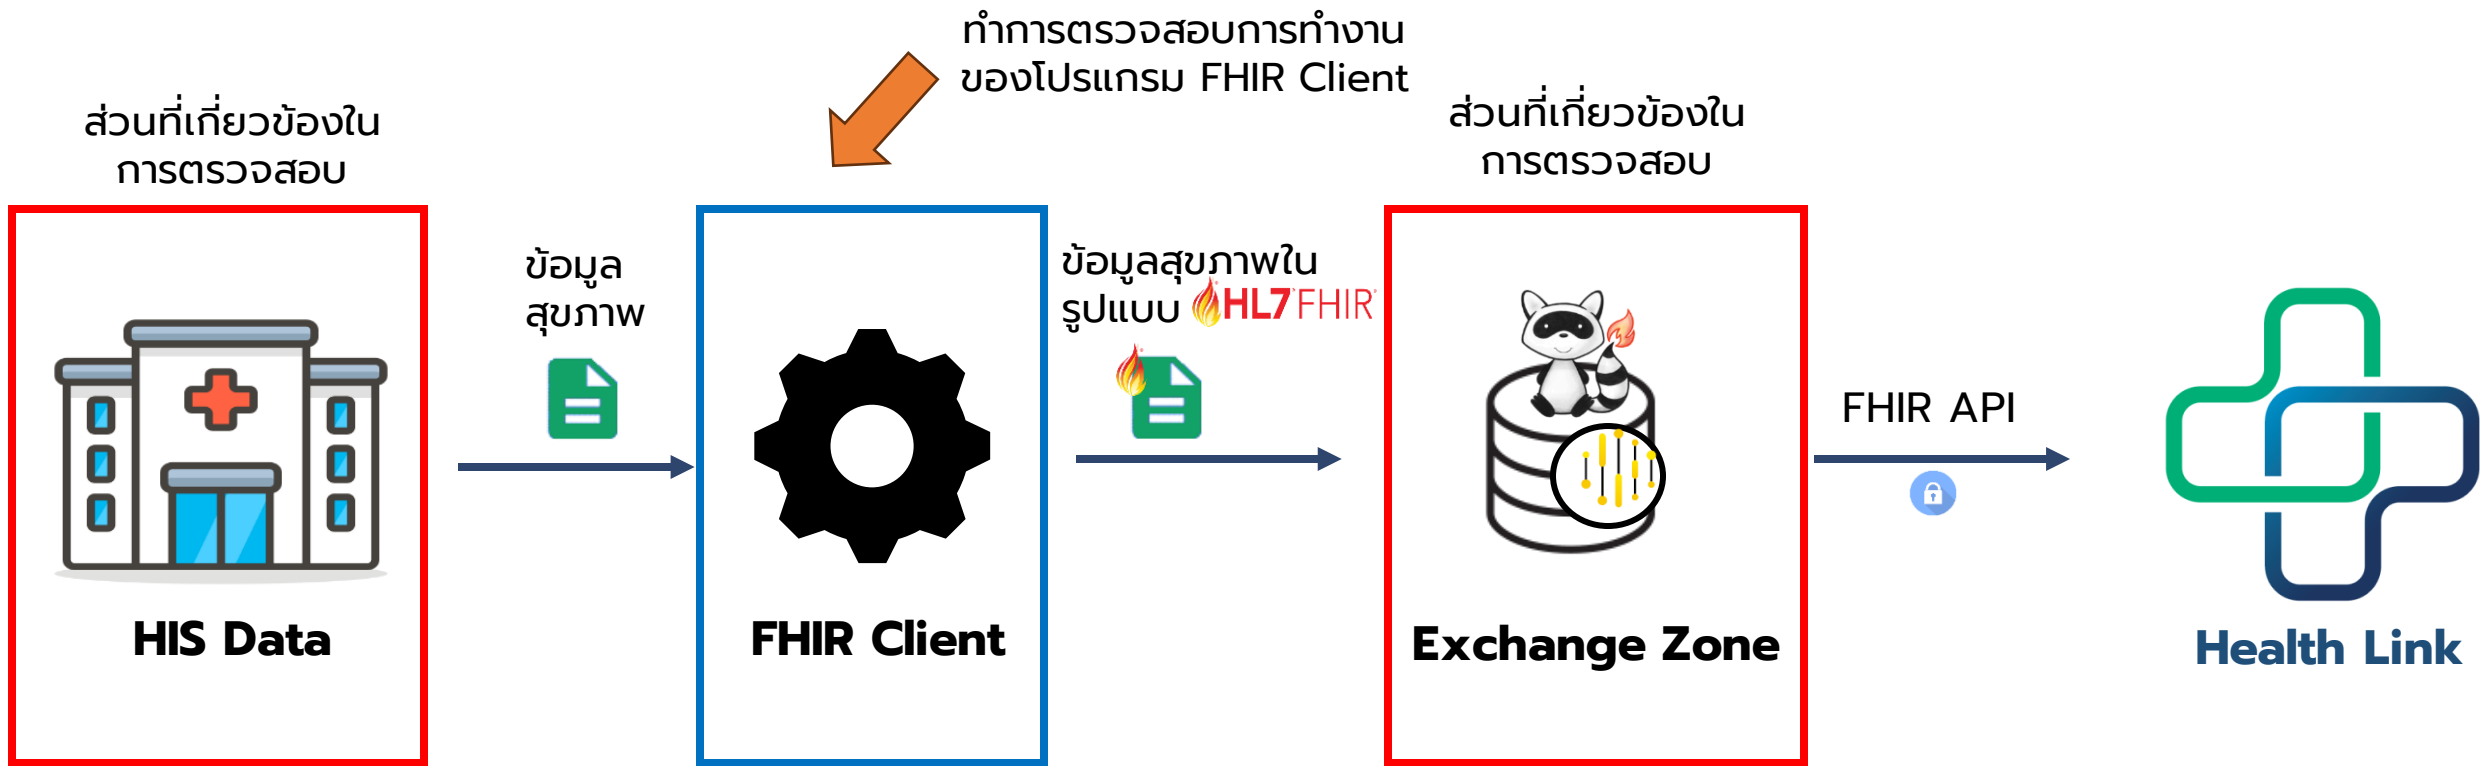 ทำการตรวจสอบการทำงาน
ของโปรแกรม FHIR Client
ส่วนที่เกี่ยวข้องใน
การตรวจสอบ
ส่วนที่เกี่ยวข้องใน
การตรวจสอบ
ข้อมูล
สุขภาพ
ข้อมูลสุขภาพใน
รูปแบบ HL7 FHIR
FHIR API
HIS Data
FHIR Client
Exchange Zone
Health Link